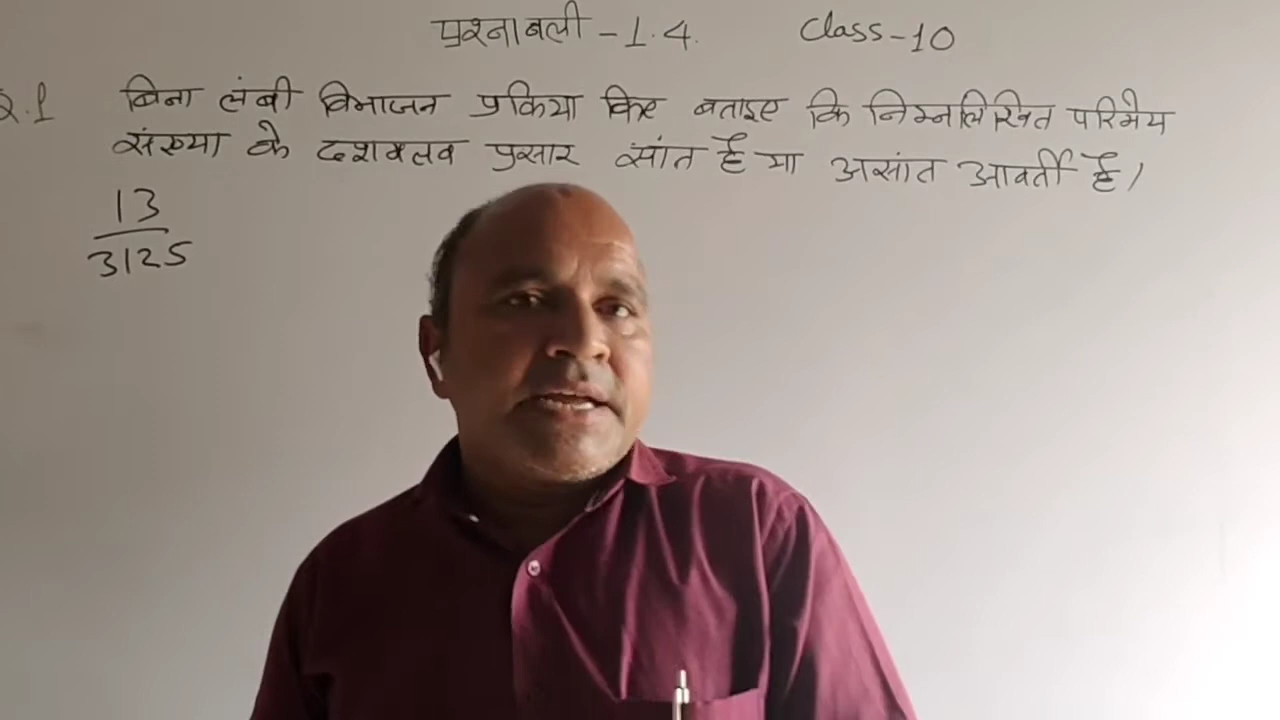 प्रश्नावली - 1.4. Class-10
Q.1 बिना लंबी विभाजन प्रक्रिया किए बताइए कि निम्नलिखित परिमेय
संख्या के दशमलव प्रसार सांत है या असांत आवर्ती है।
13
3125